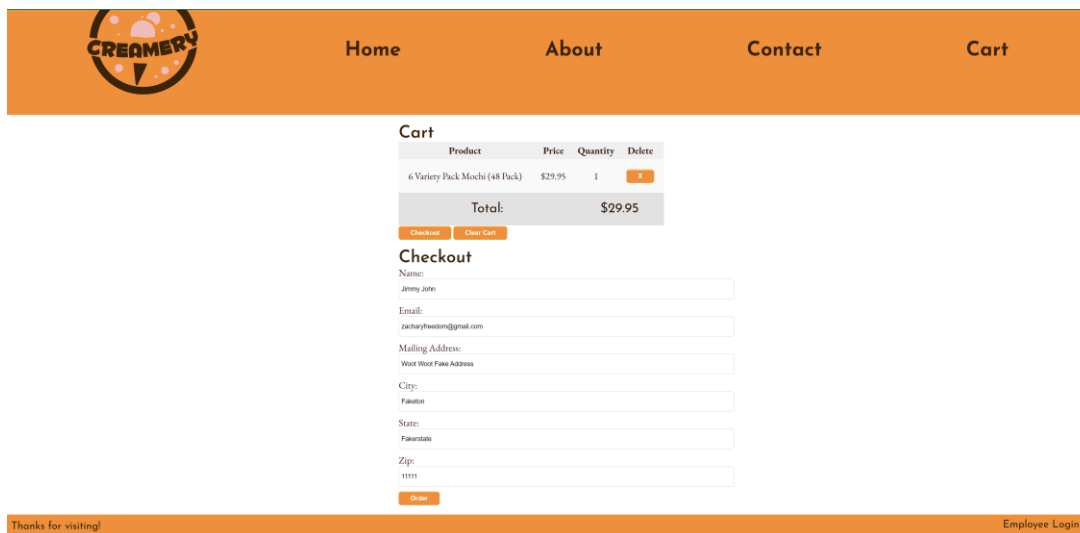 CREAMERY
Home About Contact Cart
Cart
Product Price Quantity Delete
6 Variety Pack Mochi (48 Pack) $29.95 1 X
Total: $29.95
Checkout Clear Cart
Checkout
Name:
Jimmy John
Email:
zacharyfreedom@gmail.com
Mailing Address:
Woot Woot Fake Address
City:
Faketon
State:
Fakerstate
Zip:
11111
Order
Thanks for visiting! Employee Login